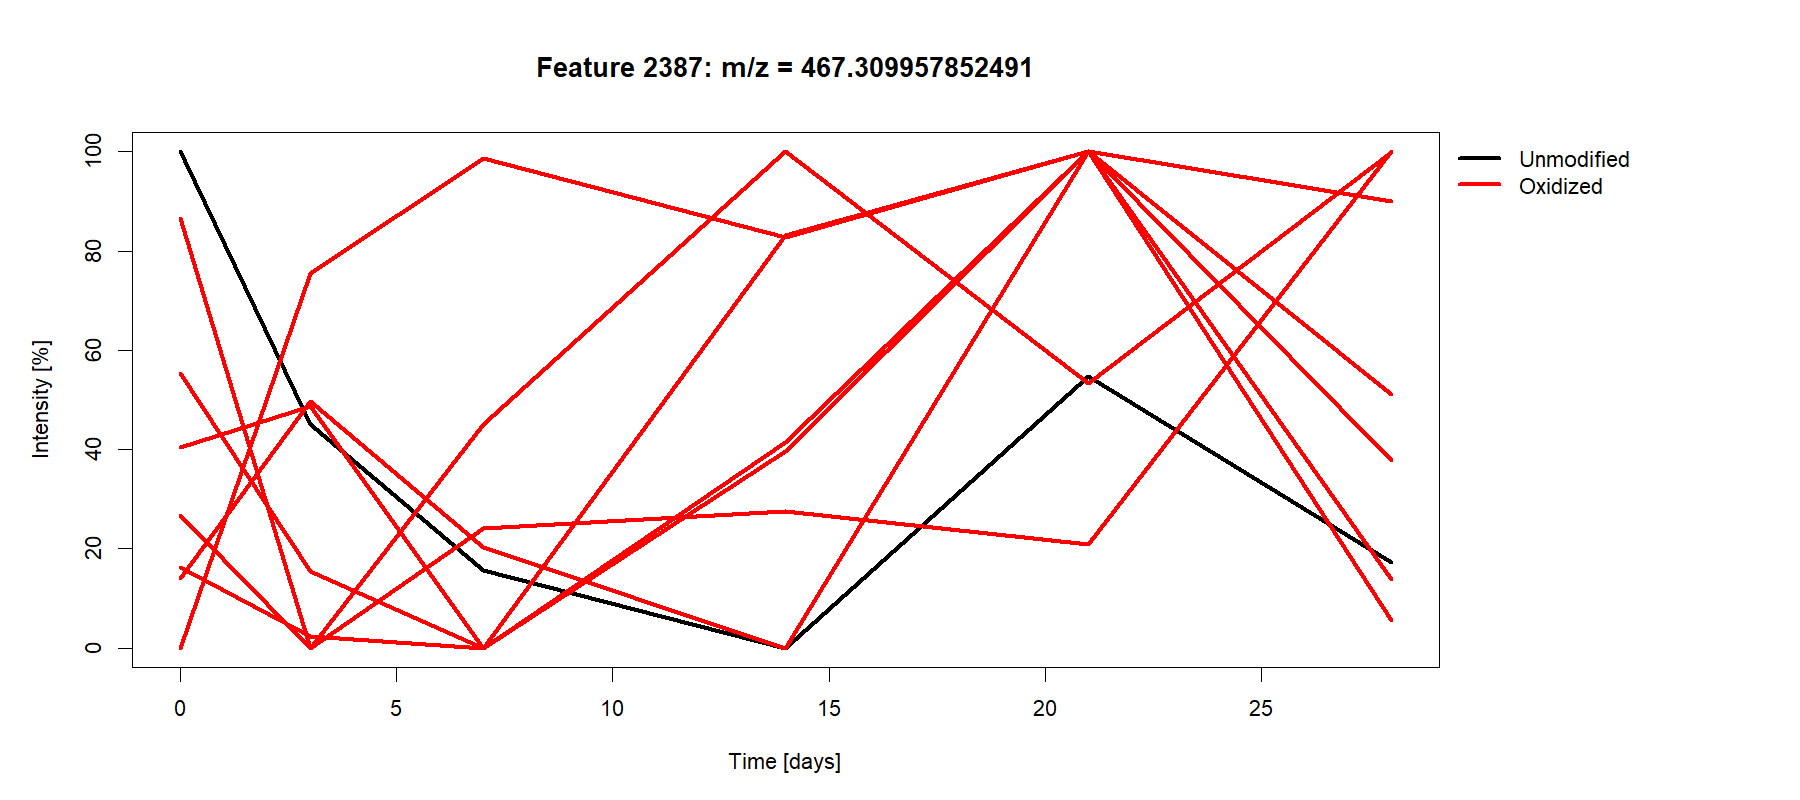 Feature 2387: m/z = 467.309957852491
Unmodified
Oxidized
Intensity [%]
100
80
60
40
20
0
0 5 10 15 20 25
Time [days]